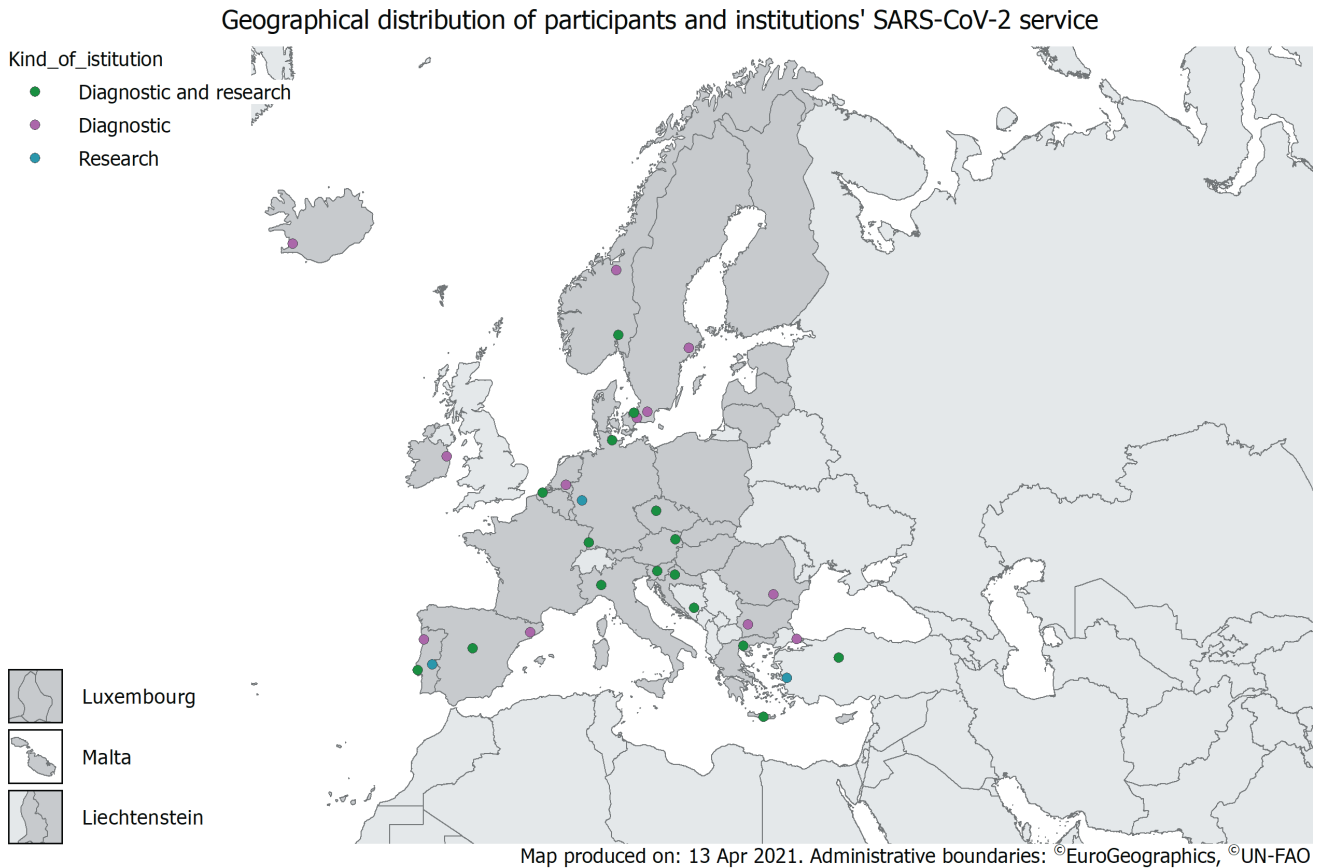 Geographical distribution of participants and institutions' SARS-CoV-2 service
Kind_of_istitution
Diagnostic and research
Diagnostic
Research
Luxembourg
Malta
Liechtenstein
Map produced on: 13 Apr 2021. Administrative boundaries: ©EuroGeographics, ©UN-FAO